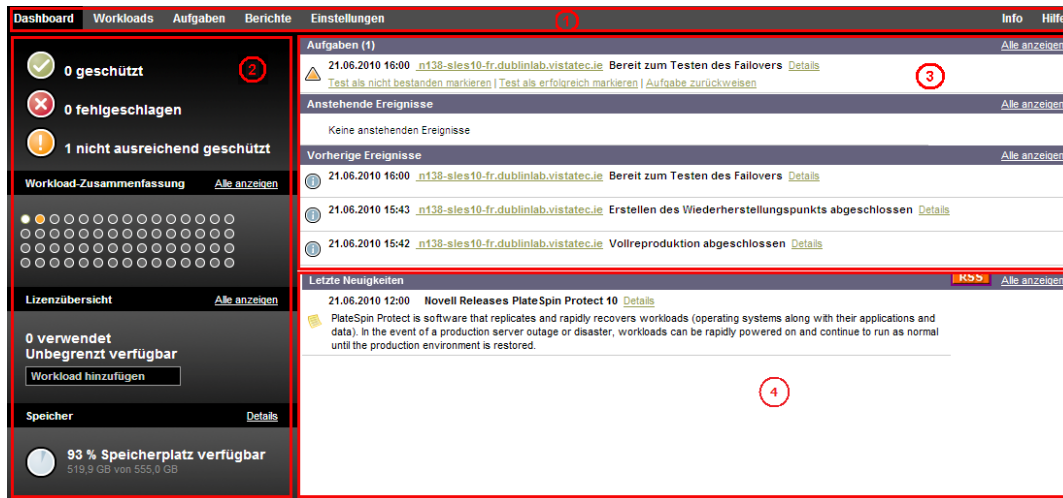 Dashboard Workloads Aufgaben Berichte Einstellungen 1 Info Hilfe
2
0 geschützt
0 fehlgeschlagen
1 nicht ausreichend geschützt
Workload-Zusammenfassung Alle anzeigen
Lizenzübersicht Alle anzeigen
0 verwendet
Unbegrenzt verfügbar
Workload hinzufügen
Speicher Details
93 % Speicherplatz verfügbar
519,9 GB von 555,0 GB
Aufgaben (1) Alle anzeigen
21.06.2010 16:00 n138-sles10-fr.dublinlab.vistatec.ie Bereit zum Testen des Failovers Details
3
Test als nicht bestanden markieren | Test als erfolgreich markieren | Aufgabe zurückweisen
Anstehende Ereignisse Alle anzeigen
Keine anstehenden Ereignisse
Vorherige Ereignisse Alle anzeigen
21.06.2010 16:00 n138-sles10-fr.dublinlab.vistatec.ie Bereit zum Testen des Failovers Details
21.06.2010 15:43 n138-sles10-fr.dublinlab.vistatec.ie Erstellen des Wiederherstellungspunkts abgeschlossen Details
21.06.2010 15:42 n138-sles10-fr.dublinlab.vistatec.ie Vollreproduktion abgeschlossen Details
Letzte Neuigkeiten RSS Alle anzeigen
21.06.2010 12:00 Novell Releases PlateSpin Protect 10 Details
PlateSpin Protect is software that replicates and rapidly recovers workloads (operating systems along with their applications and
data). In the event of a production server outage or disaster, workloads can be rapidly powered on and continue to run as normal
until the production environment is restored.
4